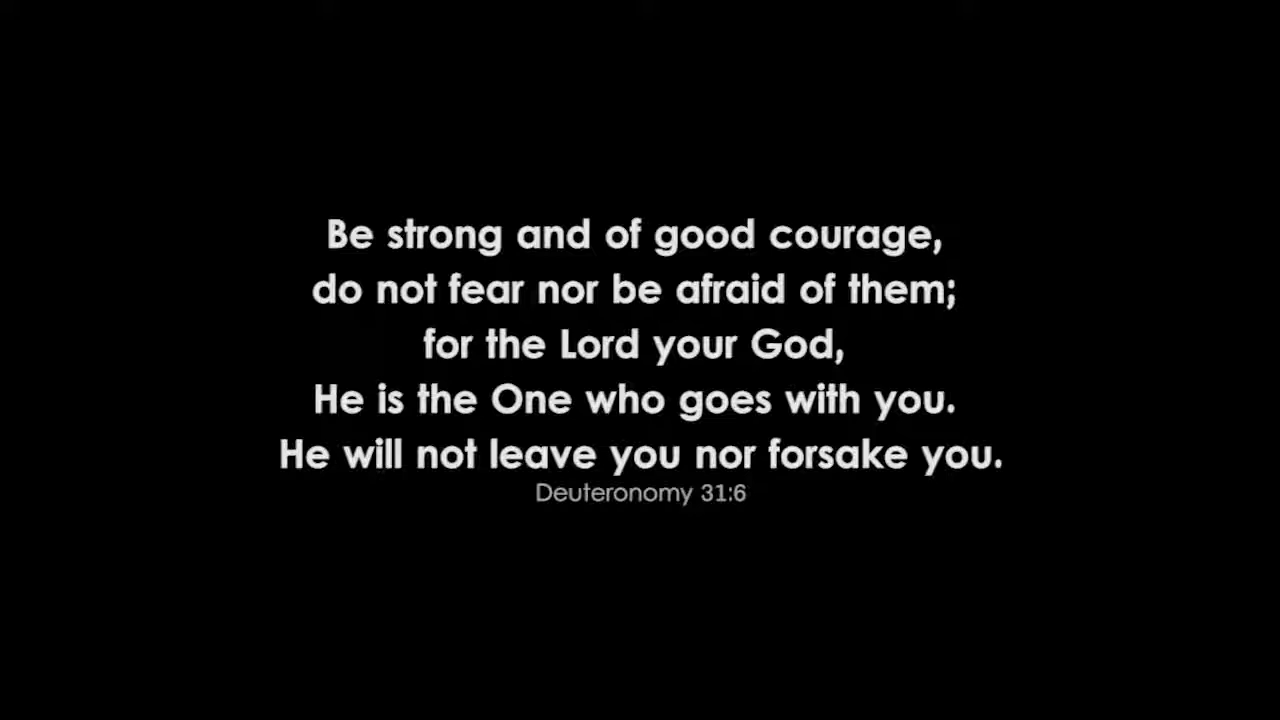 Be strong and of good courage,
do not fear nor be afraid of them;
for the Lord your God,
He is the One who goes with you.
He will not leave you nor forsake you.
Deuteronomy 31:6